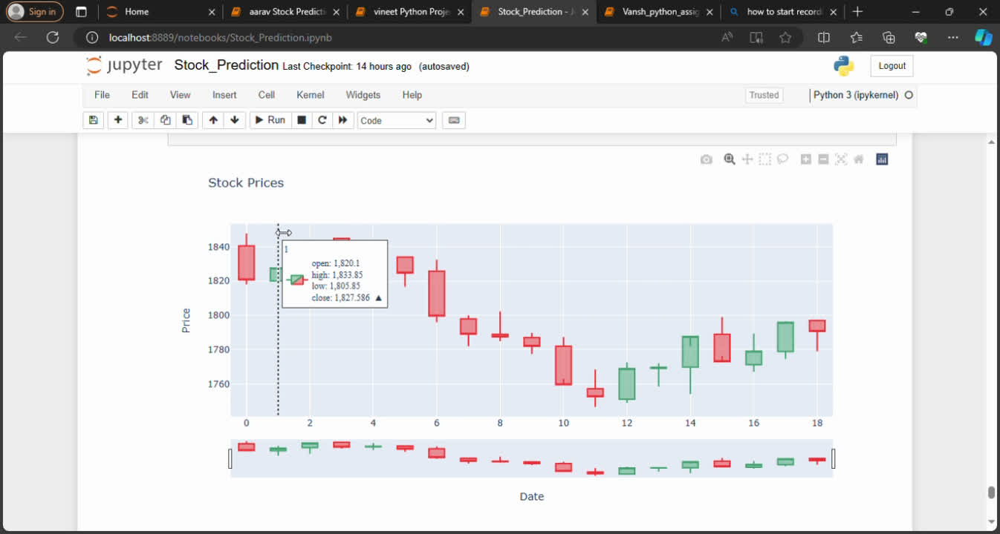 Sign in
Home
aarav Stock Predicti
vineet Python Proje
Stock_Prediction - J
Vansh_python_assig
how to start record
localhost:8889/notebooks/Stock_Prediction.ipynb
jupyter Stock_Prediction Last Checkpoint: 14 hours ago (autosaved)
Logout
File Edit View Insert Cell Kernel Widgets Help
Trusted
Python 3 (ipykernel)
Run
Code
Stock Prices
1
open: 1,820.1
high: 1,833.85
low: 1,805.85
close: 1,827.586 ▲
Price
1840
1820
1800
1780
1760
0 2 4 6 8 10 12 14 16 18
Date